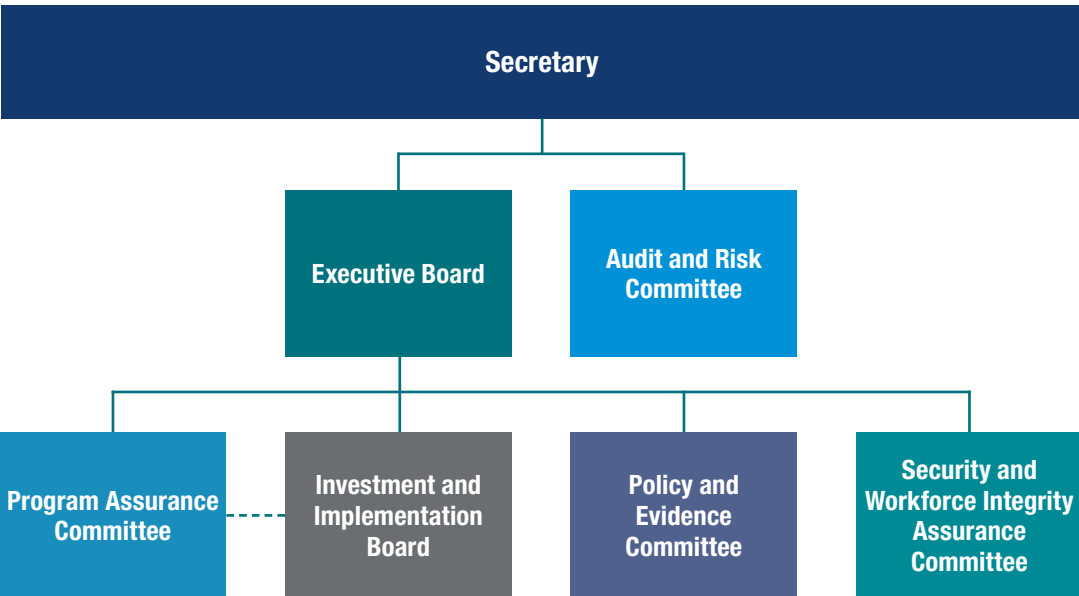 Secretary
Executive Board
Audit and Risk
Committee
Program Assurance
Committee
Investment and
Implementation
Board
Policy and
Evidence
Committee
Security and
Workforce Integrity
Assurance
Committee